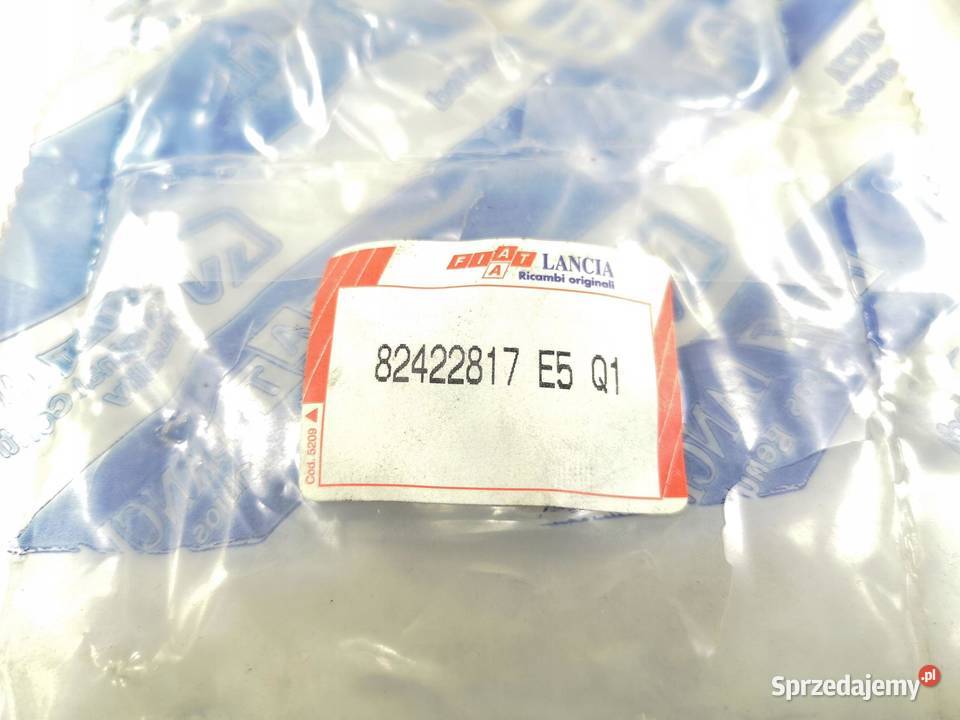 FIAT LANCIA
A
Ricambi originali
82422817 E5 Q1
Cod. 5209
Sprzedajemy.pl